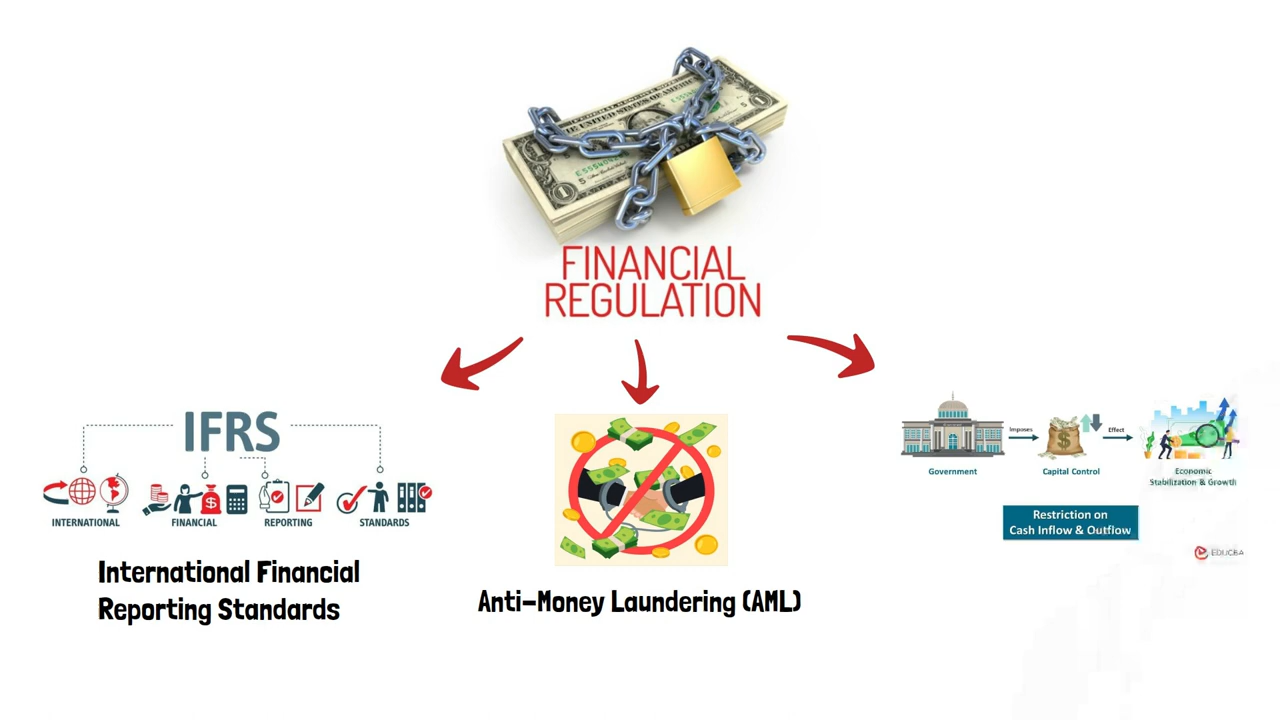 FINANCIAL
REGULATION
IFRS
INTERNATIONAL
FINANCIAL
REPORTING
STANDARDS
International Financial
Reporting Standards
Anti-Money Laundering (AML)
Imposes
Effect
Government
Capital Control
Economic
Stabilization & Growth
Restriction on
Cash Inflow & Outflow
EDUCBA